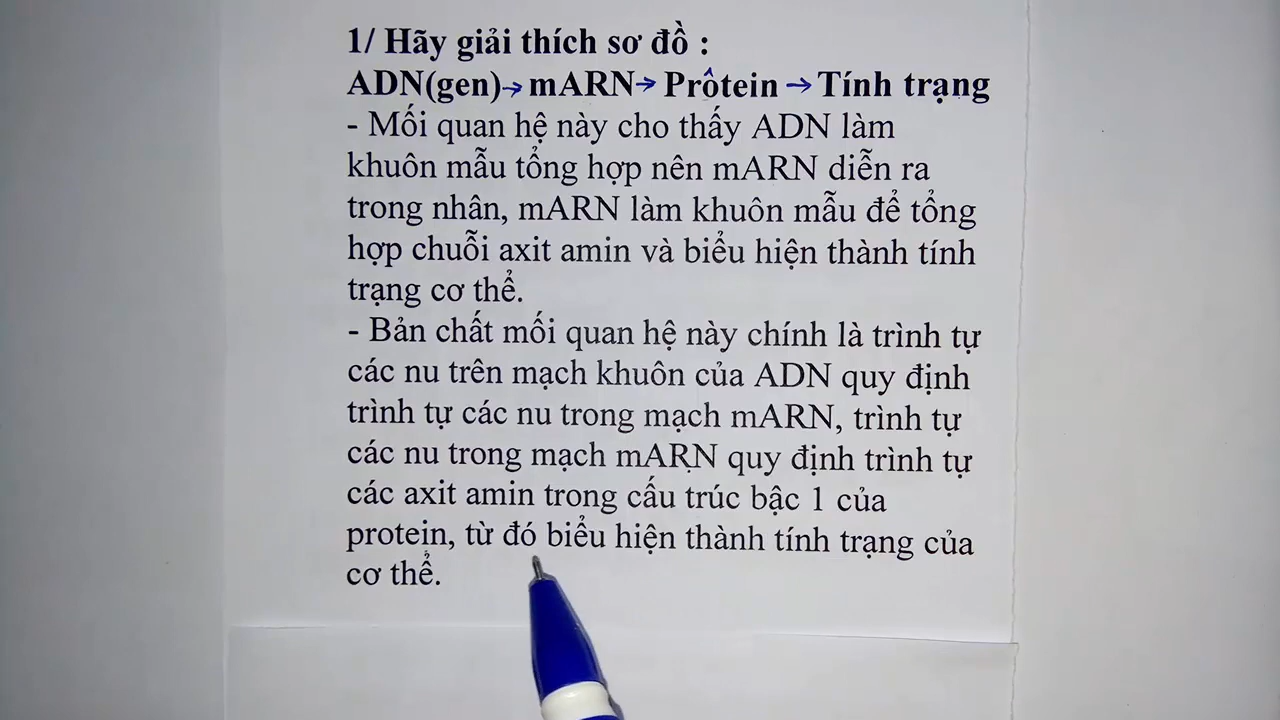 1/ Hãy giải thích sơ đồ :
ADN(gen)→ mARN→ Prôtein → Tính trạng
- Mối quan hệ này cho thấy ADN làm
khuôn mẫu tổng hợp nên mARN diễn ra
trong nhân, mARN làm khuôn mẫu để tổng
hợp chuỗi axit amin và biểu hiện thành tính
trạng cơ thể.
- Bản chất mối quan hệ này chính là trình tự
các nu trên mạch khuôn của ADN quy định
trình tự các nu trong mạch mARN, trình tự
các nu trong mạch mARN quy định trình tự
các axit amin trong cấu trúc bậc 1 của
protein, từ đó biểu hiện thành tính trạng của
cơ thể.